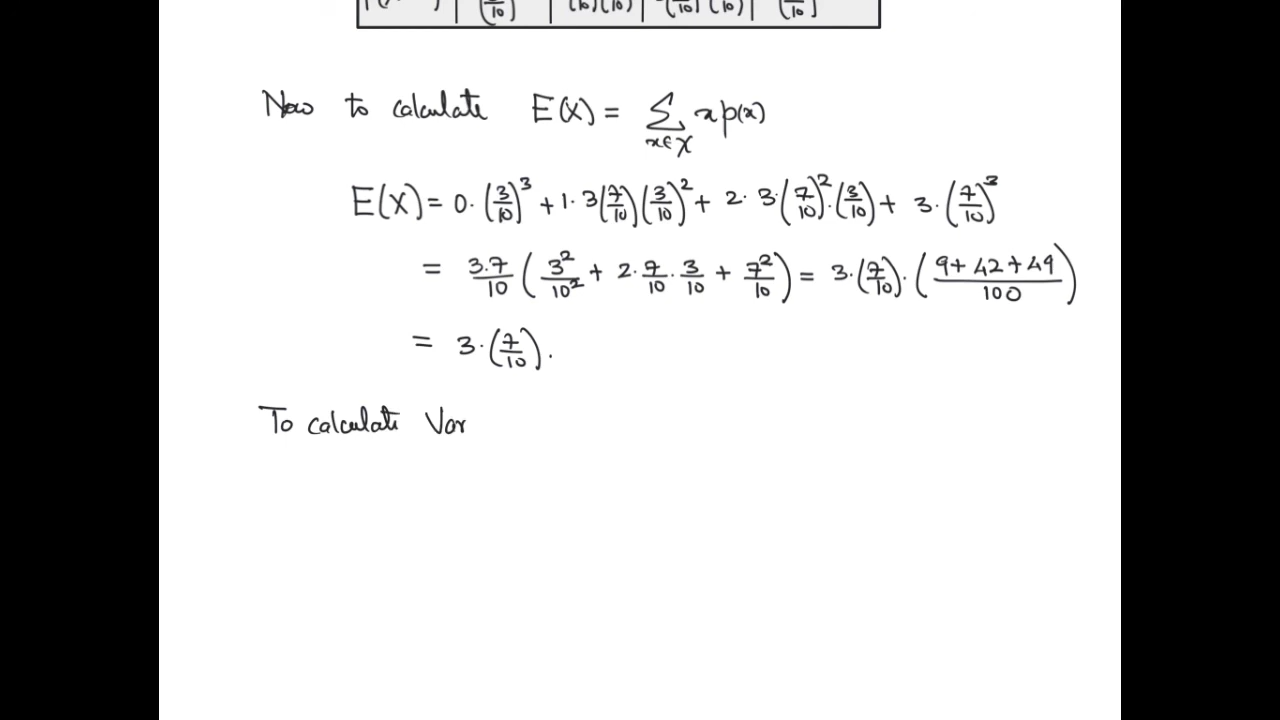 Now to calculate E(X) = ∑_{x∈X} x p(x)
E(X) = 0·(3/10)^3 + 1·3(7/10)(3/10)^2 + 2·3·(7/10)^2·(3/10) + 3·(7/10)^3
= 3·7/10 (3^2/10^2 + 2·7/10·3/10 + 7^2/10) = 3·(7/10)·(9+42+49/100)
= 3·(7/10).
To calculate Var